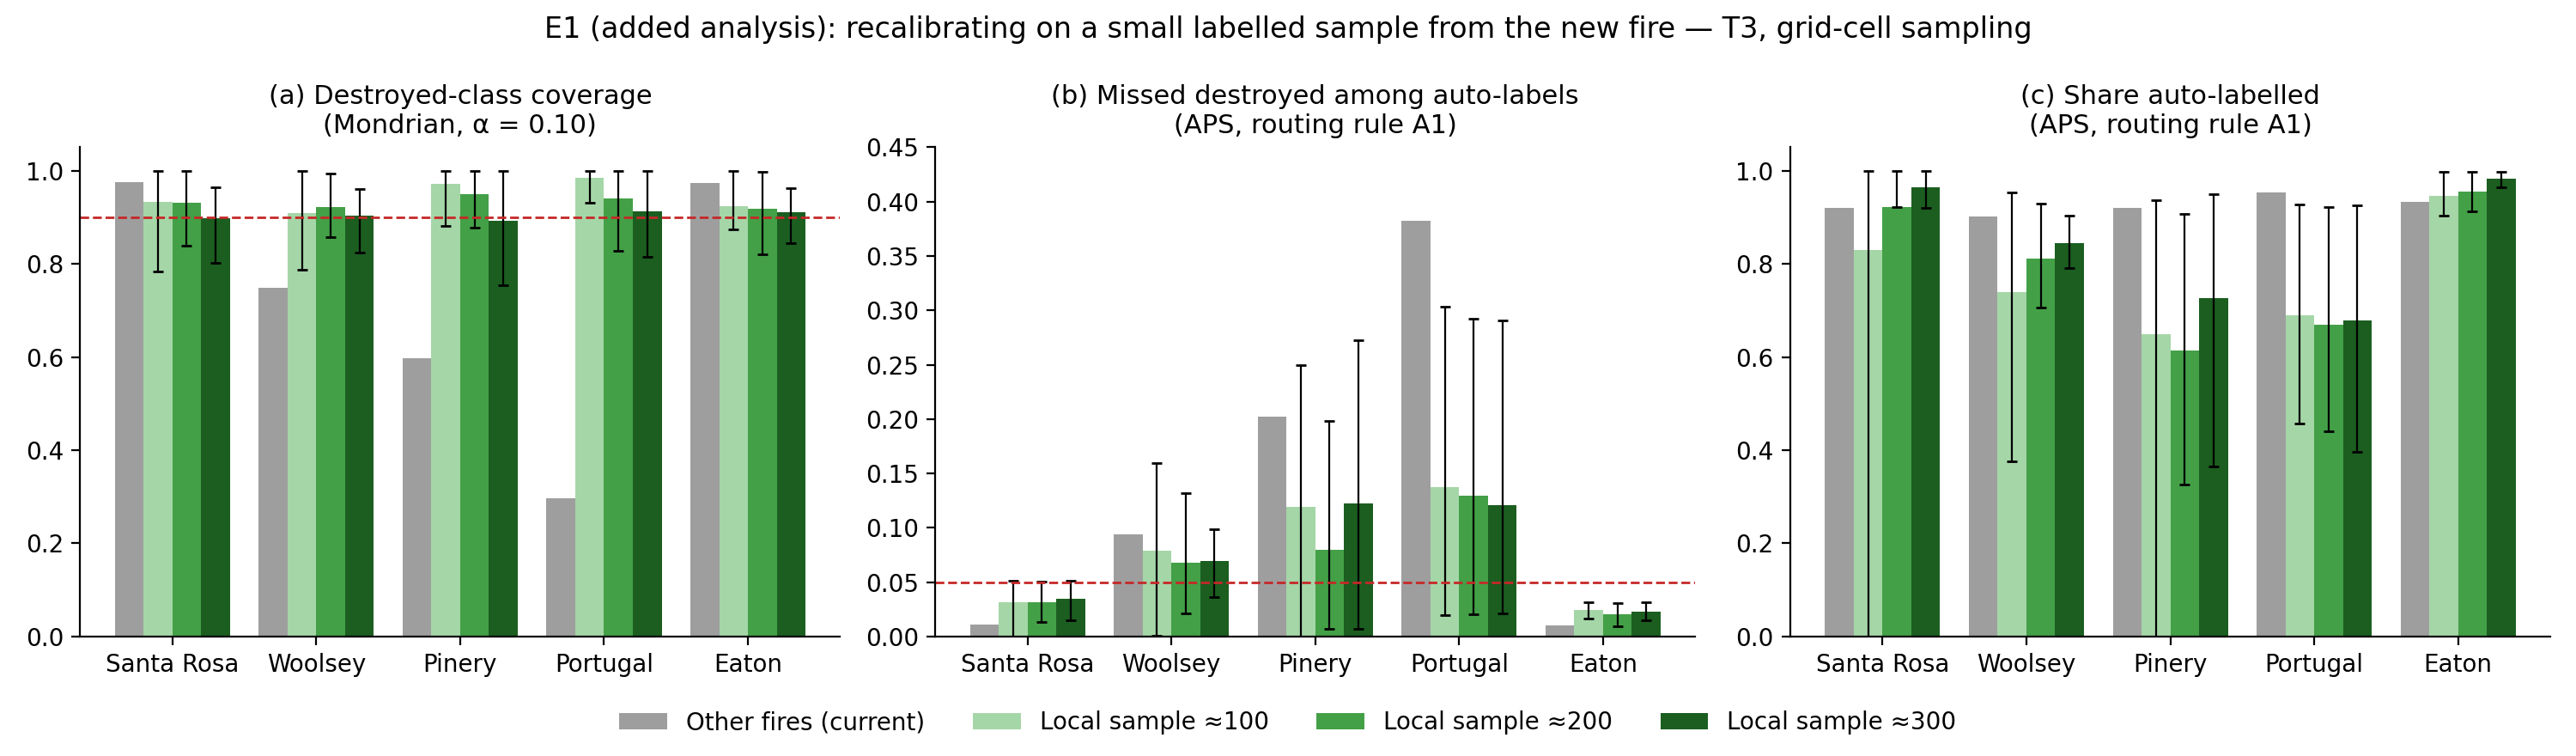 E1 (added analysis): recalibrating on a small labelled sample from the new fire — T3, grid-cell sampling
(a) Destroyed-class coverage
(Mondrian, α = 0.10)
1.0
0.8
0.6
0.4
0.2
0.0
Santa Rosa Woolsey Pinery Portugal Eaton
(b) Missed destroyed among auto-labels
(APS, routing rule A1)
0.45
0.40
0.35
0.30
0.25
0.20
0.15
0.10
0.05
0.00
Santa Rosa Woolsey Pinery Portugal Eaton
(c) Share auto-labelled
(APS, routing rule A1)
1.0
0.8
0.6
0.4
0.2
0.0
Santa Rosa Woolsey Pinery Portugal Eaton
Other fires (current) Local sample ≈100 Local sample ≈200 Local sample ≈300